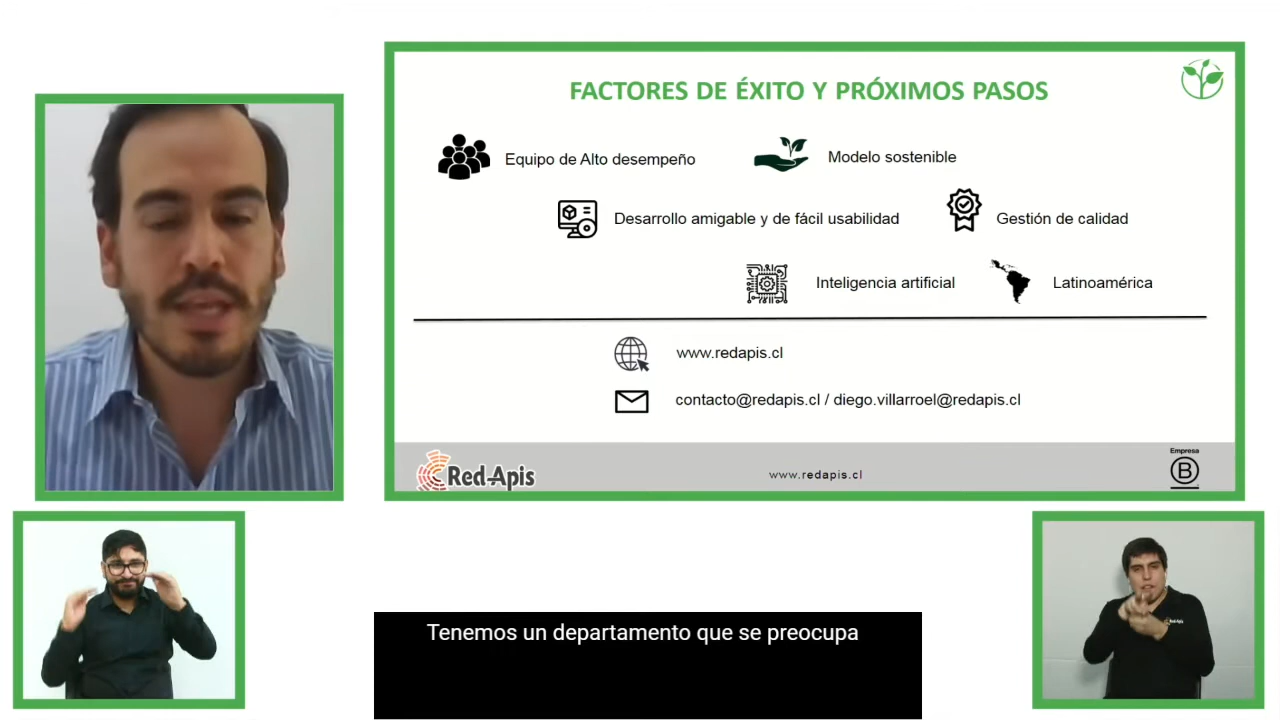 FACTORES DE ÉXITO Y PRÓXIMOS PASOS
Equipo de Alto desempeño
Modelo sostenible
Desarrollo amigable y de fácil usabilidad
Gestión de calidad
Inteligencia artificial
Latinoamérica
www.redapis.cl
contacto@redapis.cl / diego.villarroel@redapis.cl
Red-Apis
www.redapis.cl
Empresa
B
Red-Apis
Tenemos un departamento que se preocupa